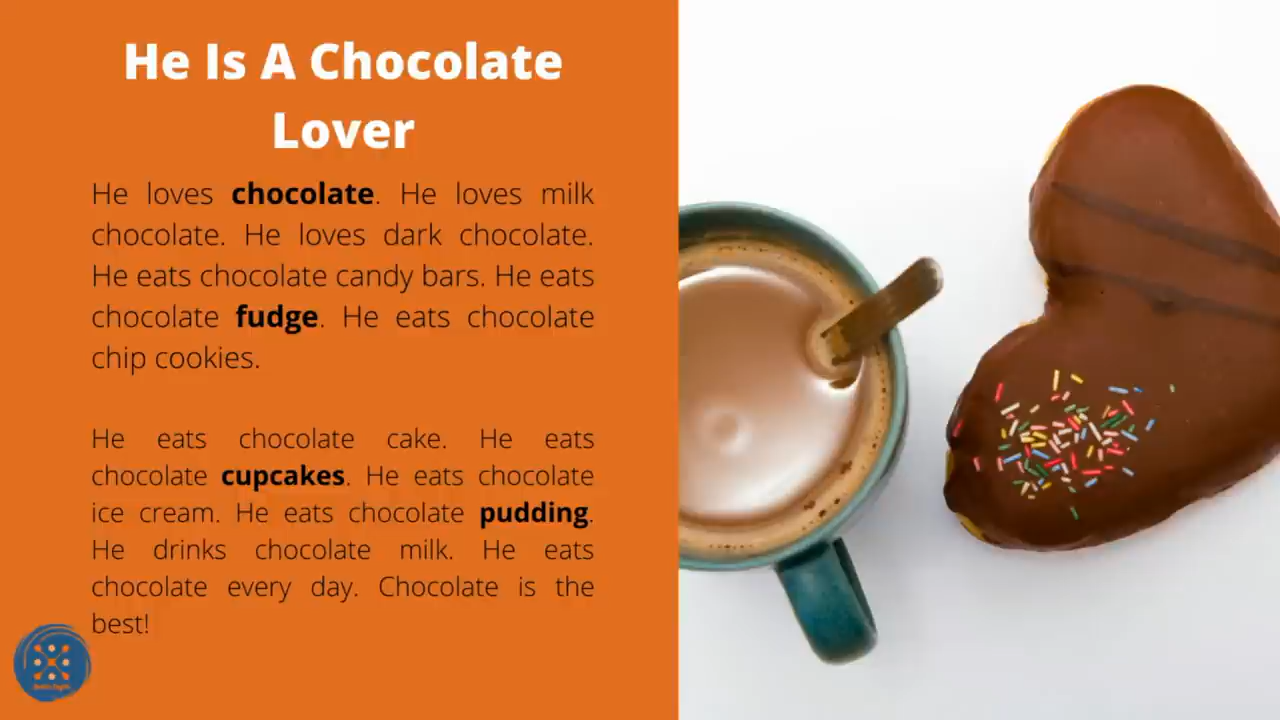 He Is A Chocolate
Lover
He loves chocolate. He loves milk
chocolate. He loves dark chocolate.
He eats chocolate candy bars. He eats
chocolate fudge. He eats chocolate
chip cookies.
He eats chocolate cake. He eats
chocolate cupcakes. He eats chocolate
ice cream. He eats chocolate pudding.
He drinks chocolate milk. He eats
chocolate every day. Chocolate is the
best!